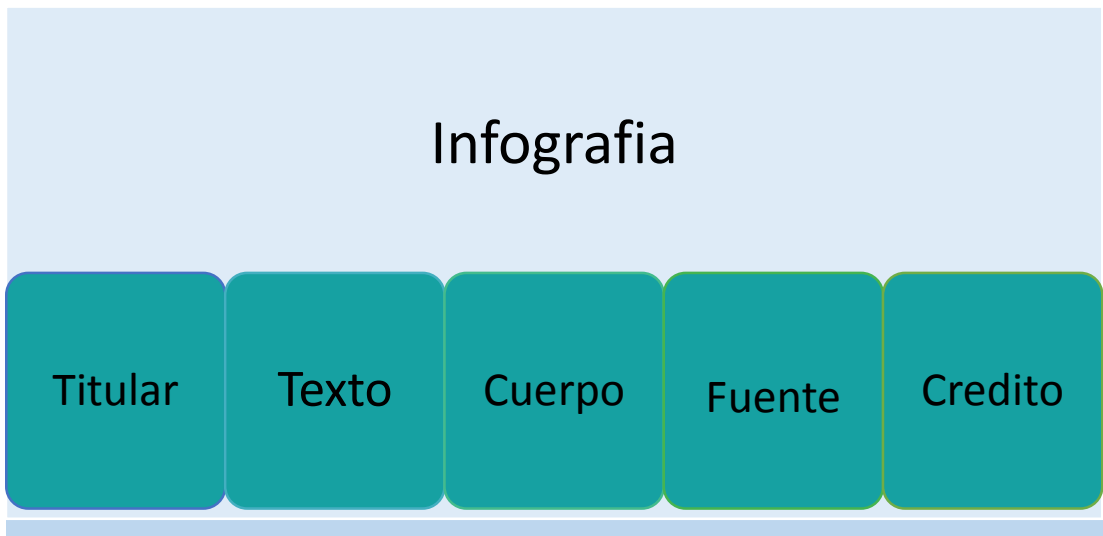 Infografia
Titular
Texto
Cuerpo
Fuente
Credito